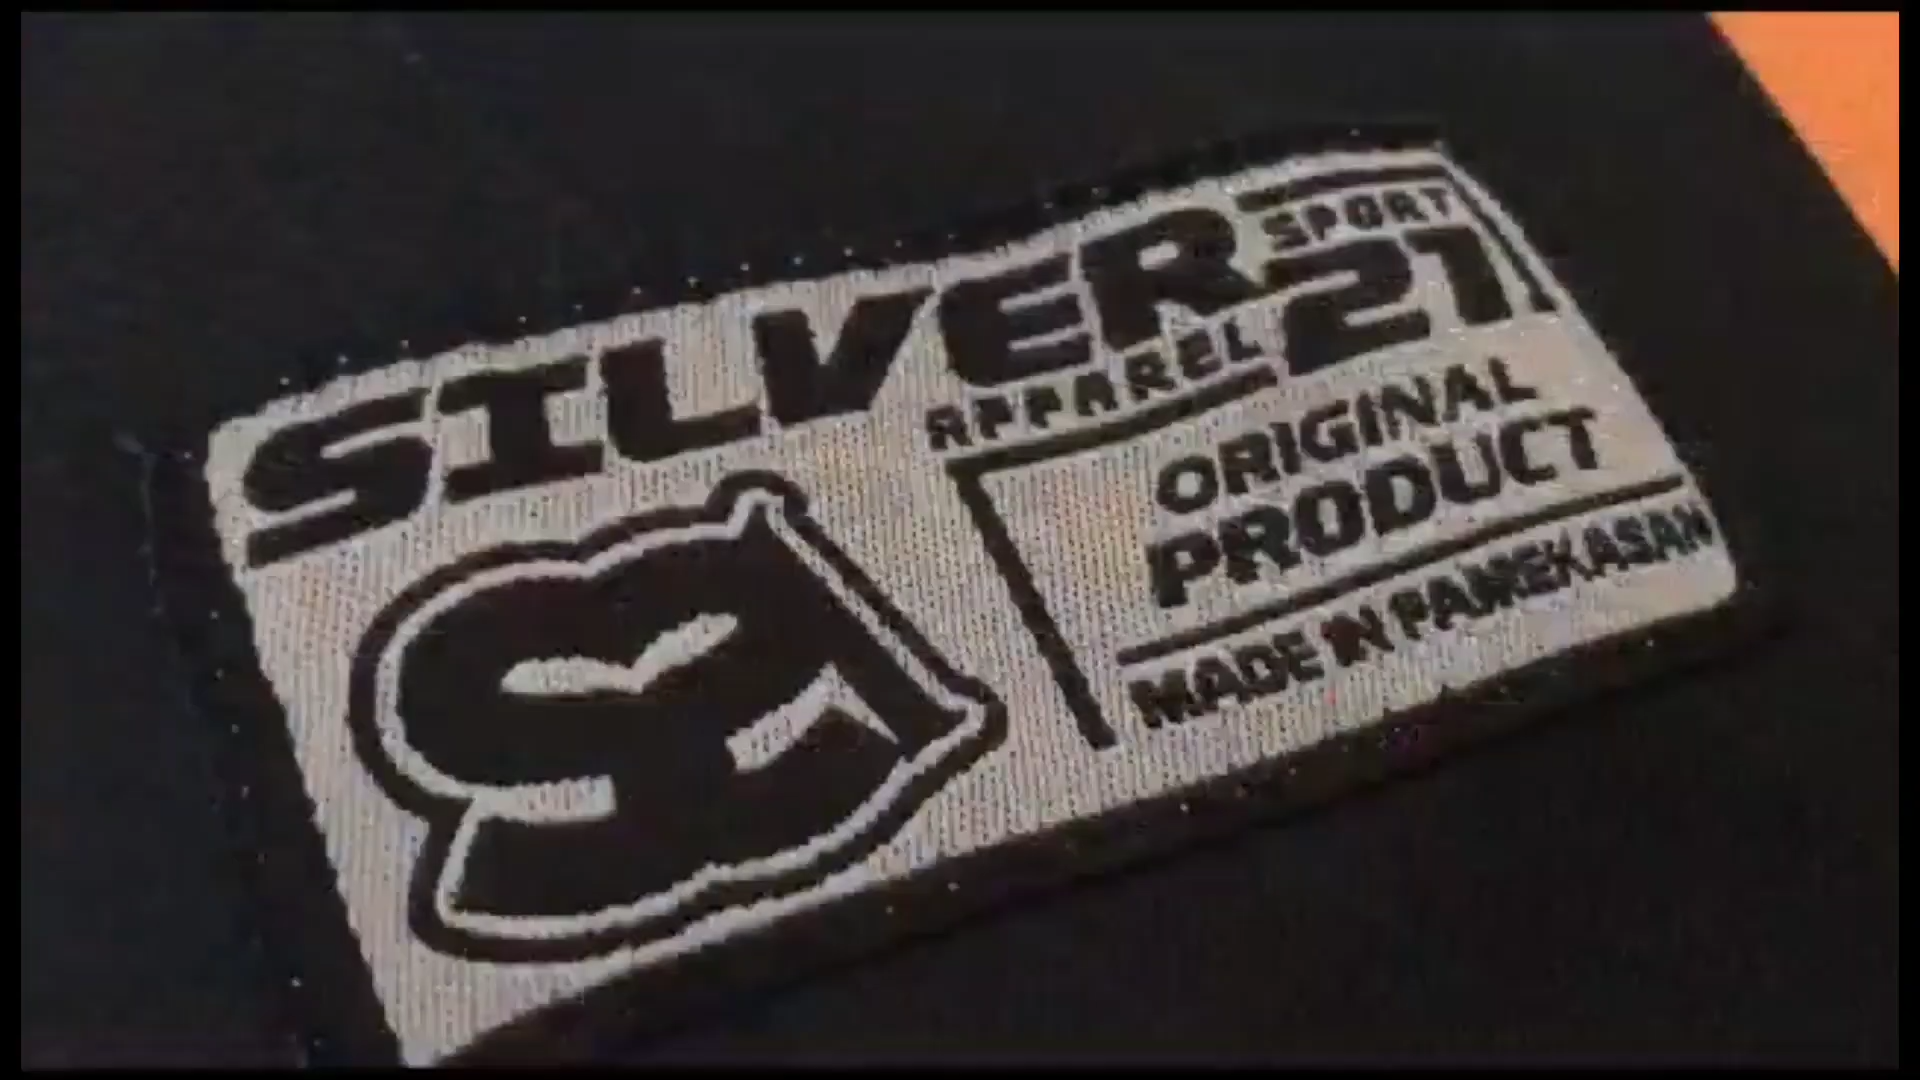 SILVER
SPORT
21
APPAREL
ORIGINAL
PRODUCT
MADE IN PAMEKASAN